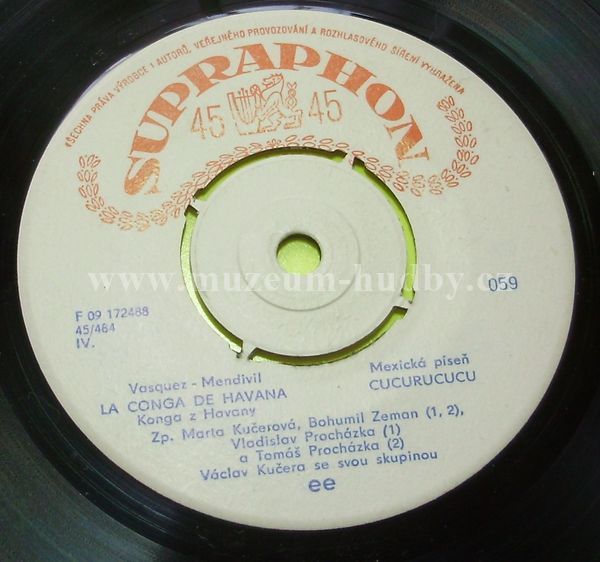 VŠECHNA PRÁVA VÝROBCE I AUTORŮ, VEŘEJNÉHO PROVOZOVÁNÍ A ROZHLASOVÉHO ŠÍŘENÍ VYHRAŽENA.
SUPRAPHON
45 45
www.muzeum-hudby.cz
059
F 09 172488
45/464
IV.
Vasquez - Mendivil
LA CONGA DE HAVANA
Konga z Havany
Mexická píseň
CUCURUCUCU
Zp. Marta Kučerová, Bohumil Zeman (1, 2),
Vladislav Procházka (1)
a Tomáš Procházka (2)
Václav Kučera se svou skupinou
ee